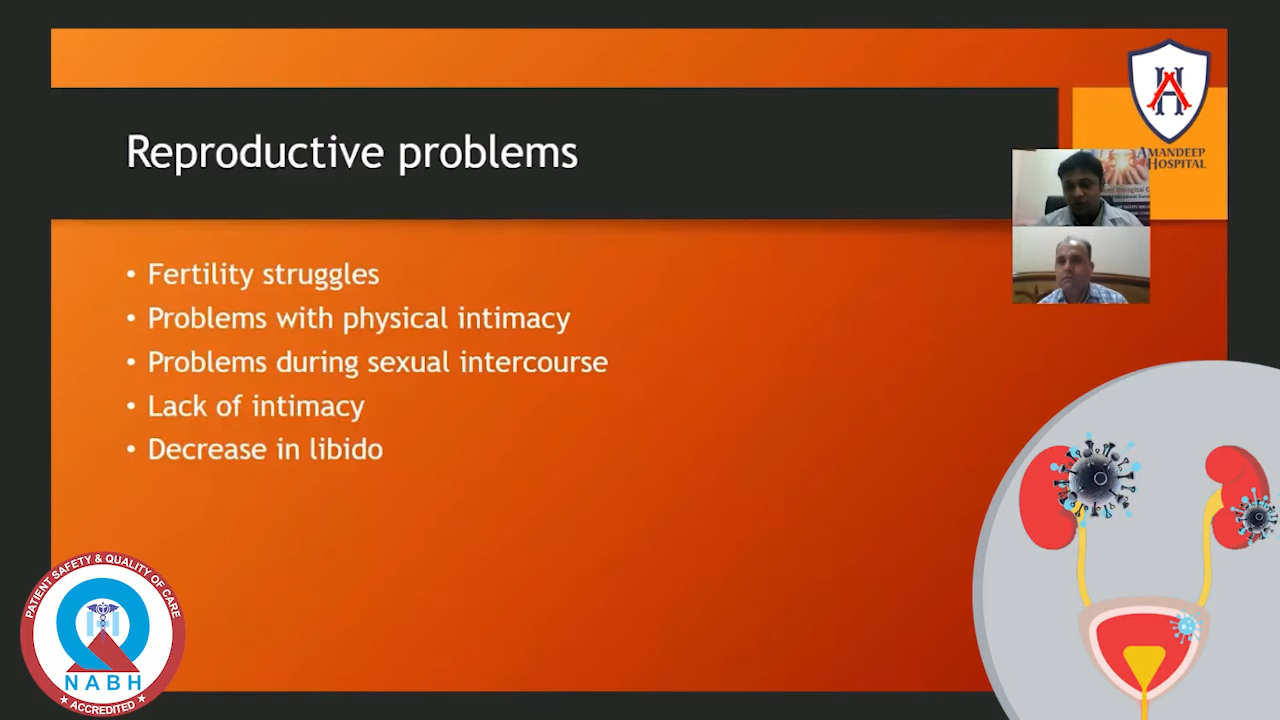 Reproductive problems
AMANDEEP
HOSPITAL
• Fertility struggles
• Problems with physical intimacy
• Problems during sexual intercourse
• Lack of intimacy
• Decrease in libido
PATIENT SAFETY & QUALITY OF CARE
NABH
★ ACCREDITED ★